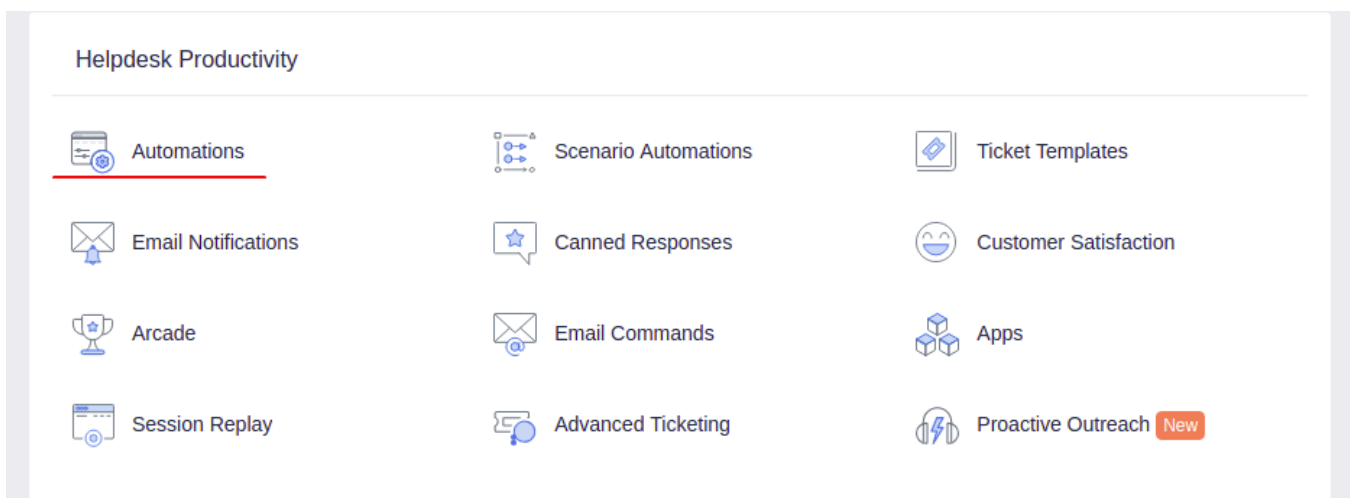 Helpdesk Productivity
Automations
Scenario Automations
Ticket Templates
Email Notifications
Canned Responses
Customer Satisfaction
Arcade
Email Commands
Apps
Session Replay
Advanced Ticketing
Proactive Outreach New